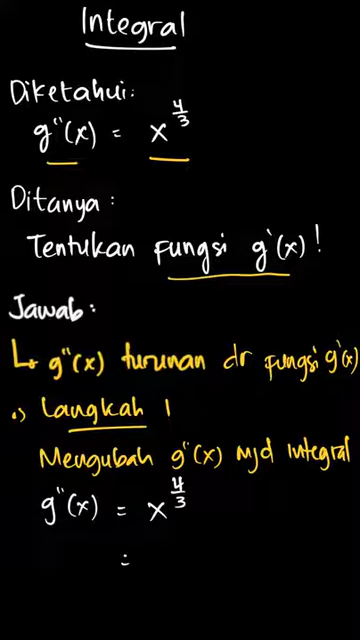 Integral
Diketahui:
g''(x) = x^(4/3)
Ditanya:
Tentukan fungsi g'(x)!
Jawab:
↳ g''(x) turunan dr fungsi g'(x)
∴) Langkah 1
Mengubah g''(x) mjd integral
g''(x) = x^(4/3)
=